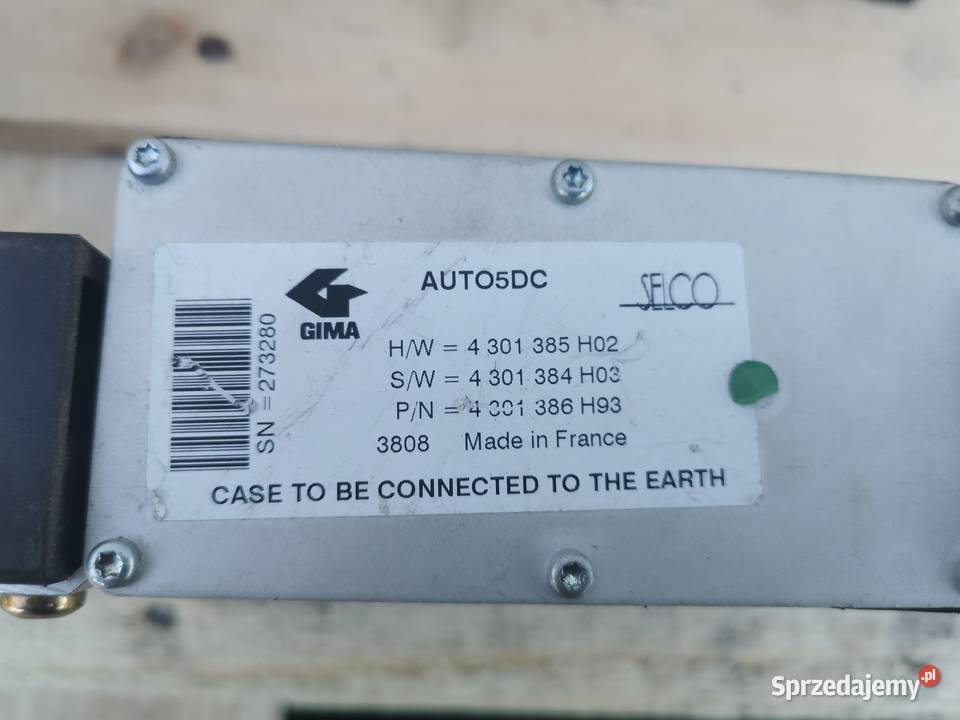 AUTO5DC
SELCO
GIMA
SN = 273280
H/W = 4 301 385 H02
S/W = 4 301 384 H03
P/N = 4 301 386 H93
3808 Made in France
CASE TO BE CONNECTED TO THE EARTH
Sprzedajemy.pl